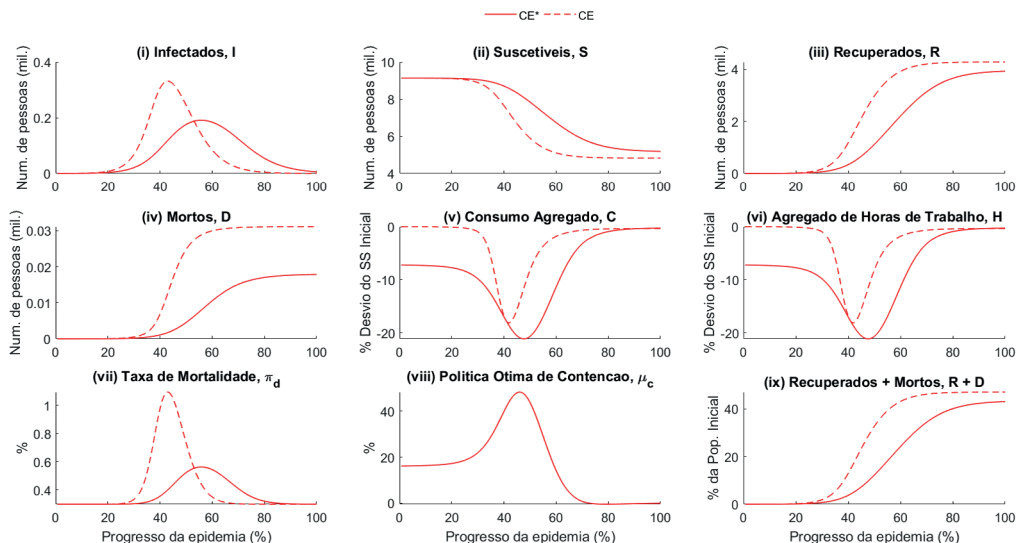 CE* CE
(i) Infectados, I
Num. de pessoas (mil.)
0.4
0.2
0
0 20 40 60 80 100
(ii) Suscetiveis, S
Num. de pessoas (mil.)
10
8
6
4
0 20 40 60 80 100
(iii) Recuperados, R
Num. de pessoas (mil.)
4
2
0
0 20 40 60 80 100
(iv) Mortos, D
Num. de pessoas (mil.)
0.03
0.02
0.01
0
0 20 40 60 80 100
(v) Consumo Agregado, C
% Desvio do SS Inicial
0
-10
-20
0 20 40 60 80 100
(vi) Agregado de Horas de Trabalho, H
% Desvio do SS Inicial
0
-10
-20
0 20 40 60 80 100
(vii) Taxa de Mortalidade, π_d
%
1
0.8
0.6
0.4
0 20 40 60 80 100
Progresso da epidemia (%)
(viii) Politica Otima de Contencao, μ_c
%
40
20
0
0 20 40 60 80 100
Progresso da epidemia (%)
(ix) Recuperados + Mortos, R + D
% da Pop. Inicial
40
20
0
0 20 40 60 80 100
Progresso da epidemia (%)